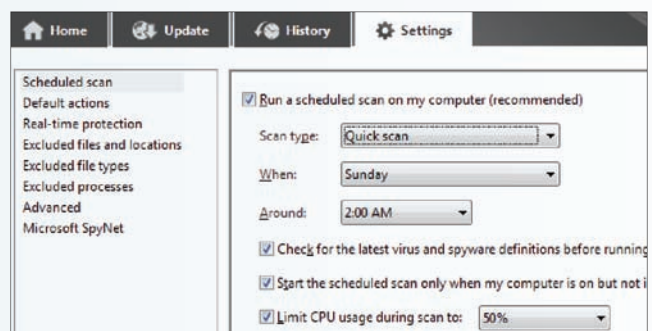 Home
Update
History
Settings
Scheduled scan
Default actions
Real-time protection
Excluded files and locations
Excluded file types
Excluded processes
Advanced
Microsoft SpyNet
Run a scheduled scan on my computer (recommended)
Scan type: Quick scan
When: Sunday
Around: 2:00 AM
Check for the latest virus and spyware definitions before running
Start the scheduled scan only when my computer is on but not i
Limit CPU usage during scan to: 50%